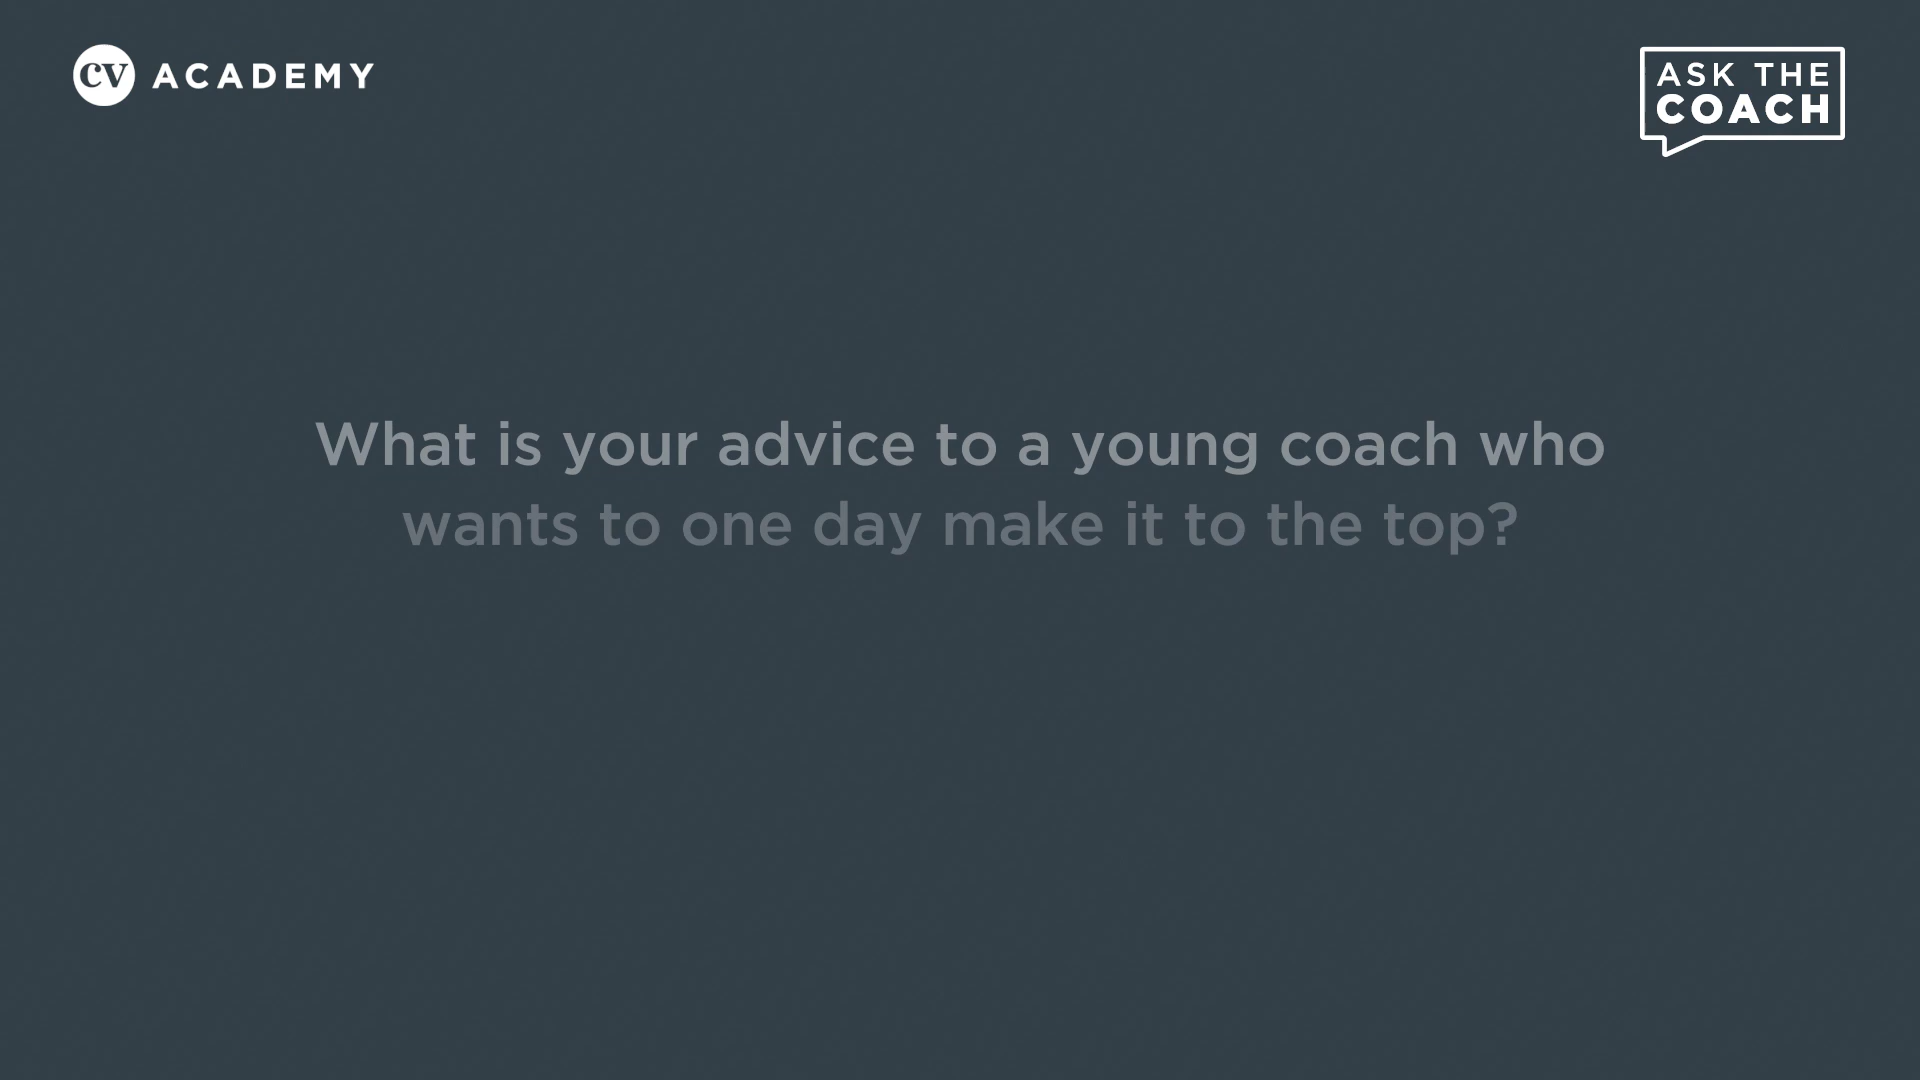 CV ACADEMY
ASK THE
COACH
What is your advice to a young coach who
wants to one day make it to the top?